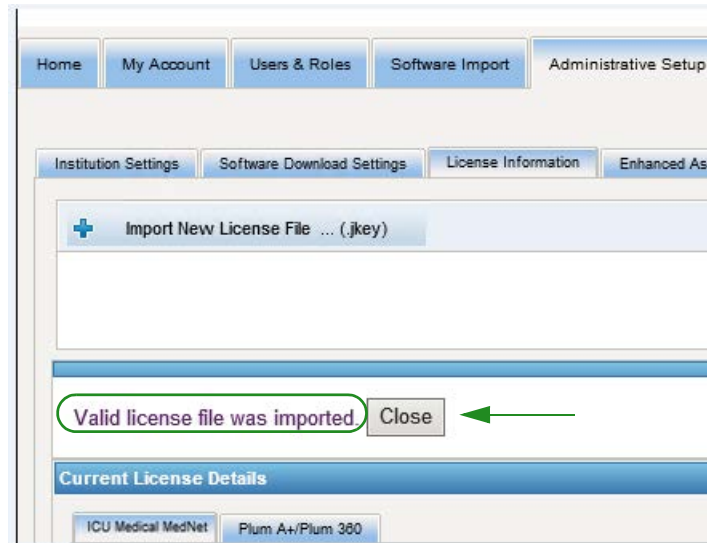 Home My Account Users & Roles Software Import Administrative Setup
Institution Settings Software Download Settings License Information Enhanced As
Import New License File ... (.jkey)
Valid license file was imported. Close
Current License Details
ICU Medical MedNet Plum A+/Plum 360